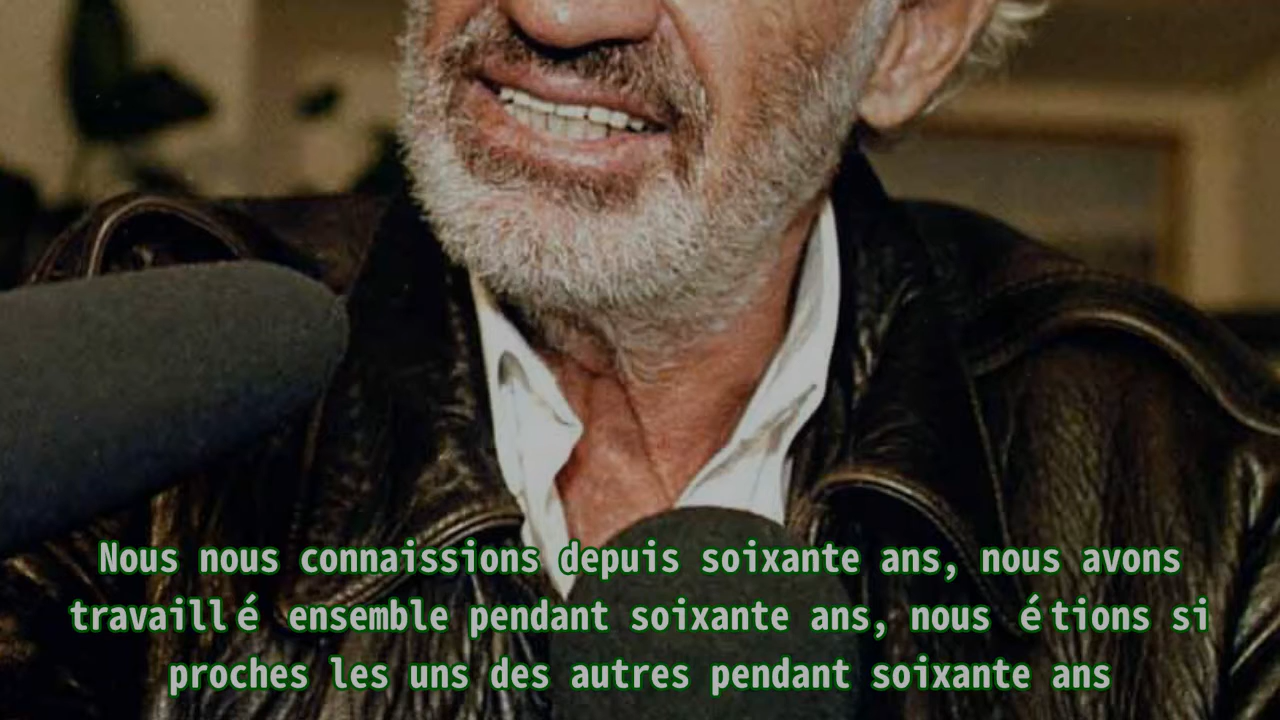 Nous nous connaissions depuis soixante ans, nous avons
travaillé ensemble pendant soixante ans, nous étions si
proches les uns des autres pendant soixante ans